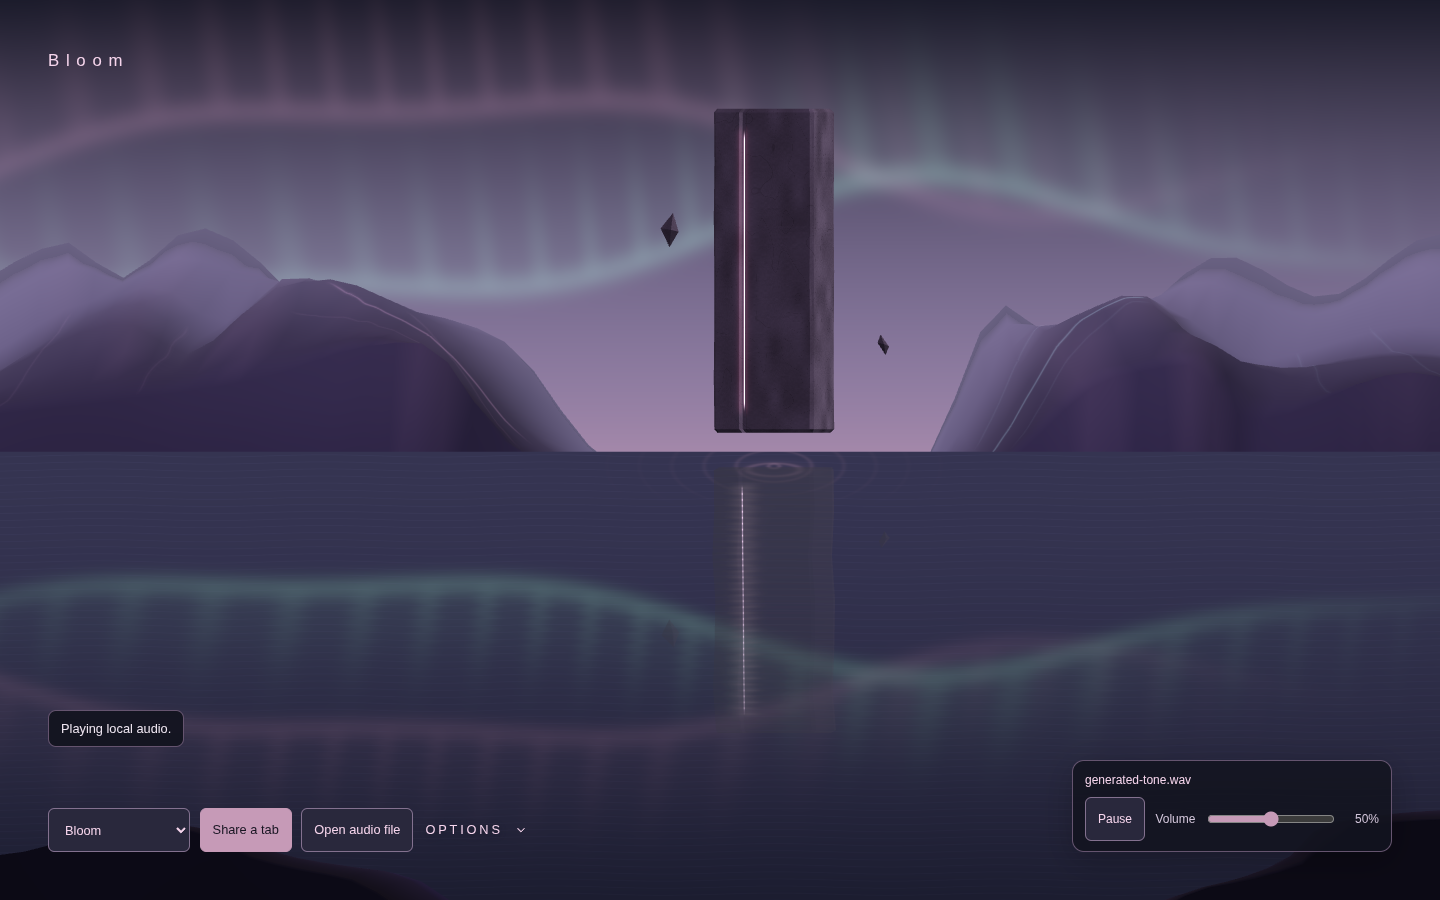 Bloom
Playing local audio.
generated-tone.wav
Pause Volume 50%
Bloom Share a tab Open audio file OPTIONS